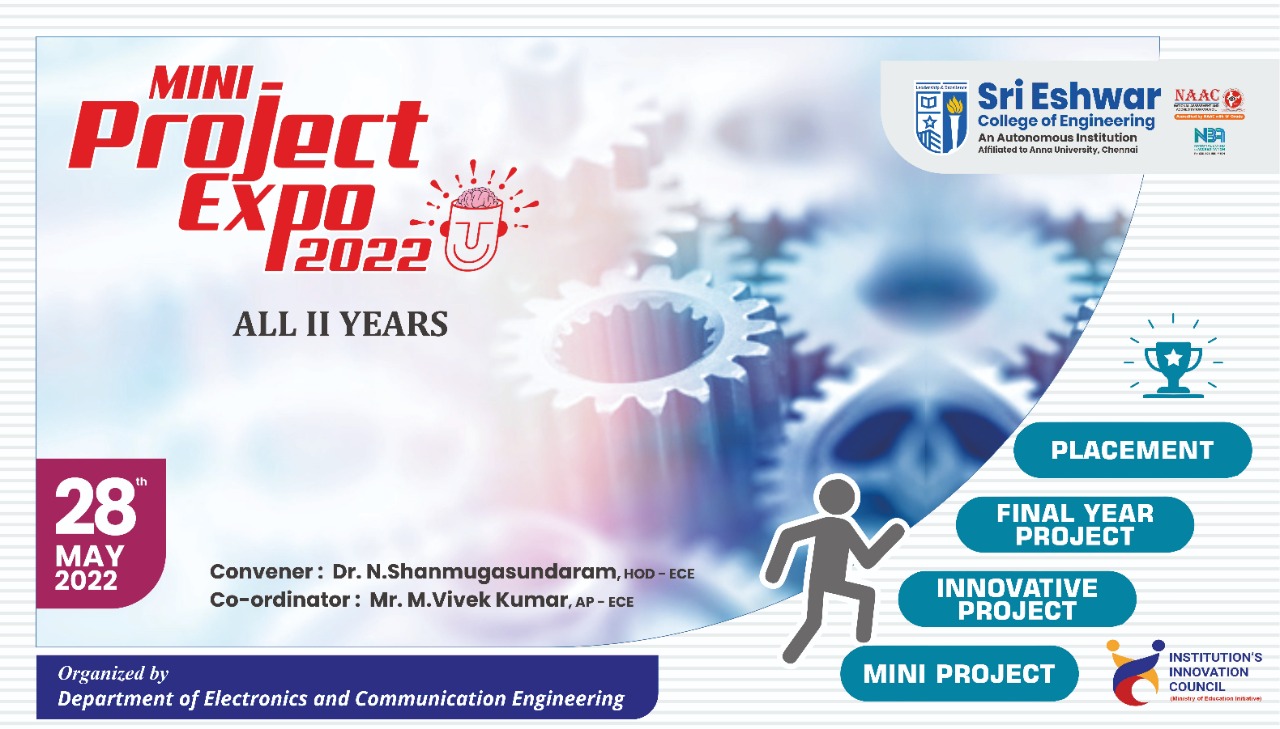 MINI
Project
Expo
2022
ALL II YEARS
Leadership & Excellence
Sri Eshwar
College of Engineering
An Autonomous Institution
Affiliated to Anna University, Chennai
NAAC
NBA
28th
MAY
2022
Convener : Dr. N.Shanmugasundaram, HOD - ECE
Co-ordinator : Mr. M.Vivek Kumar, AP - ECE
Organized by
Department of Electronics and Communication Engineering
PLACEMENT
FINAL YEAR
PROJECT
INNOVATIVE
PROJECT
MINI PROJECT
INSTITUTION'S
INNOVATION
COUNCIL
(Ministry of Education Initiative)